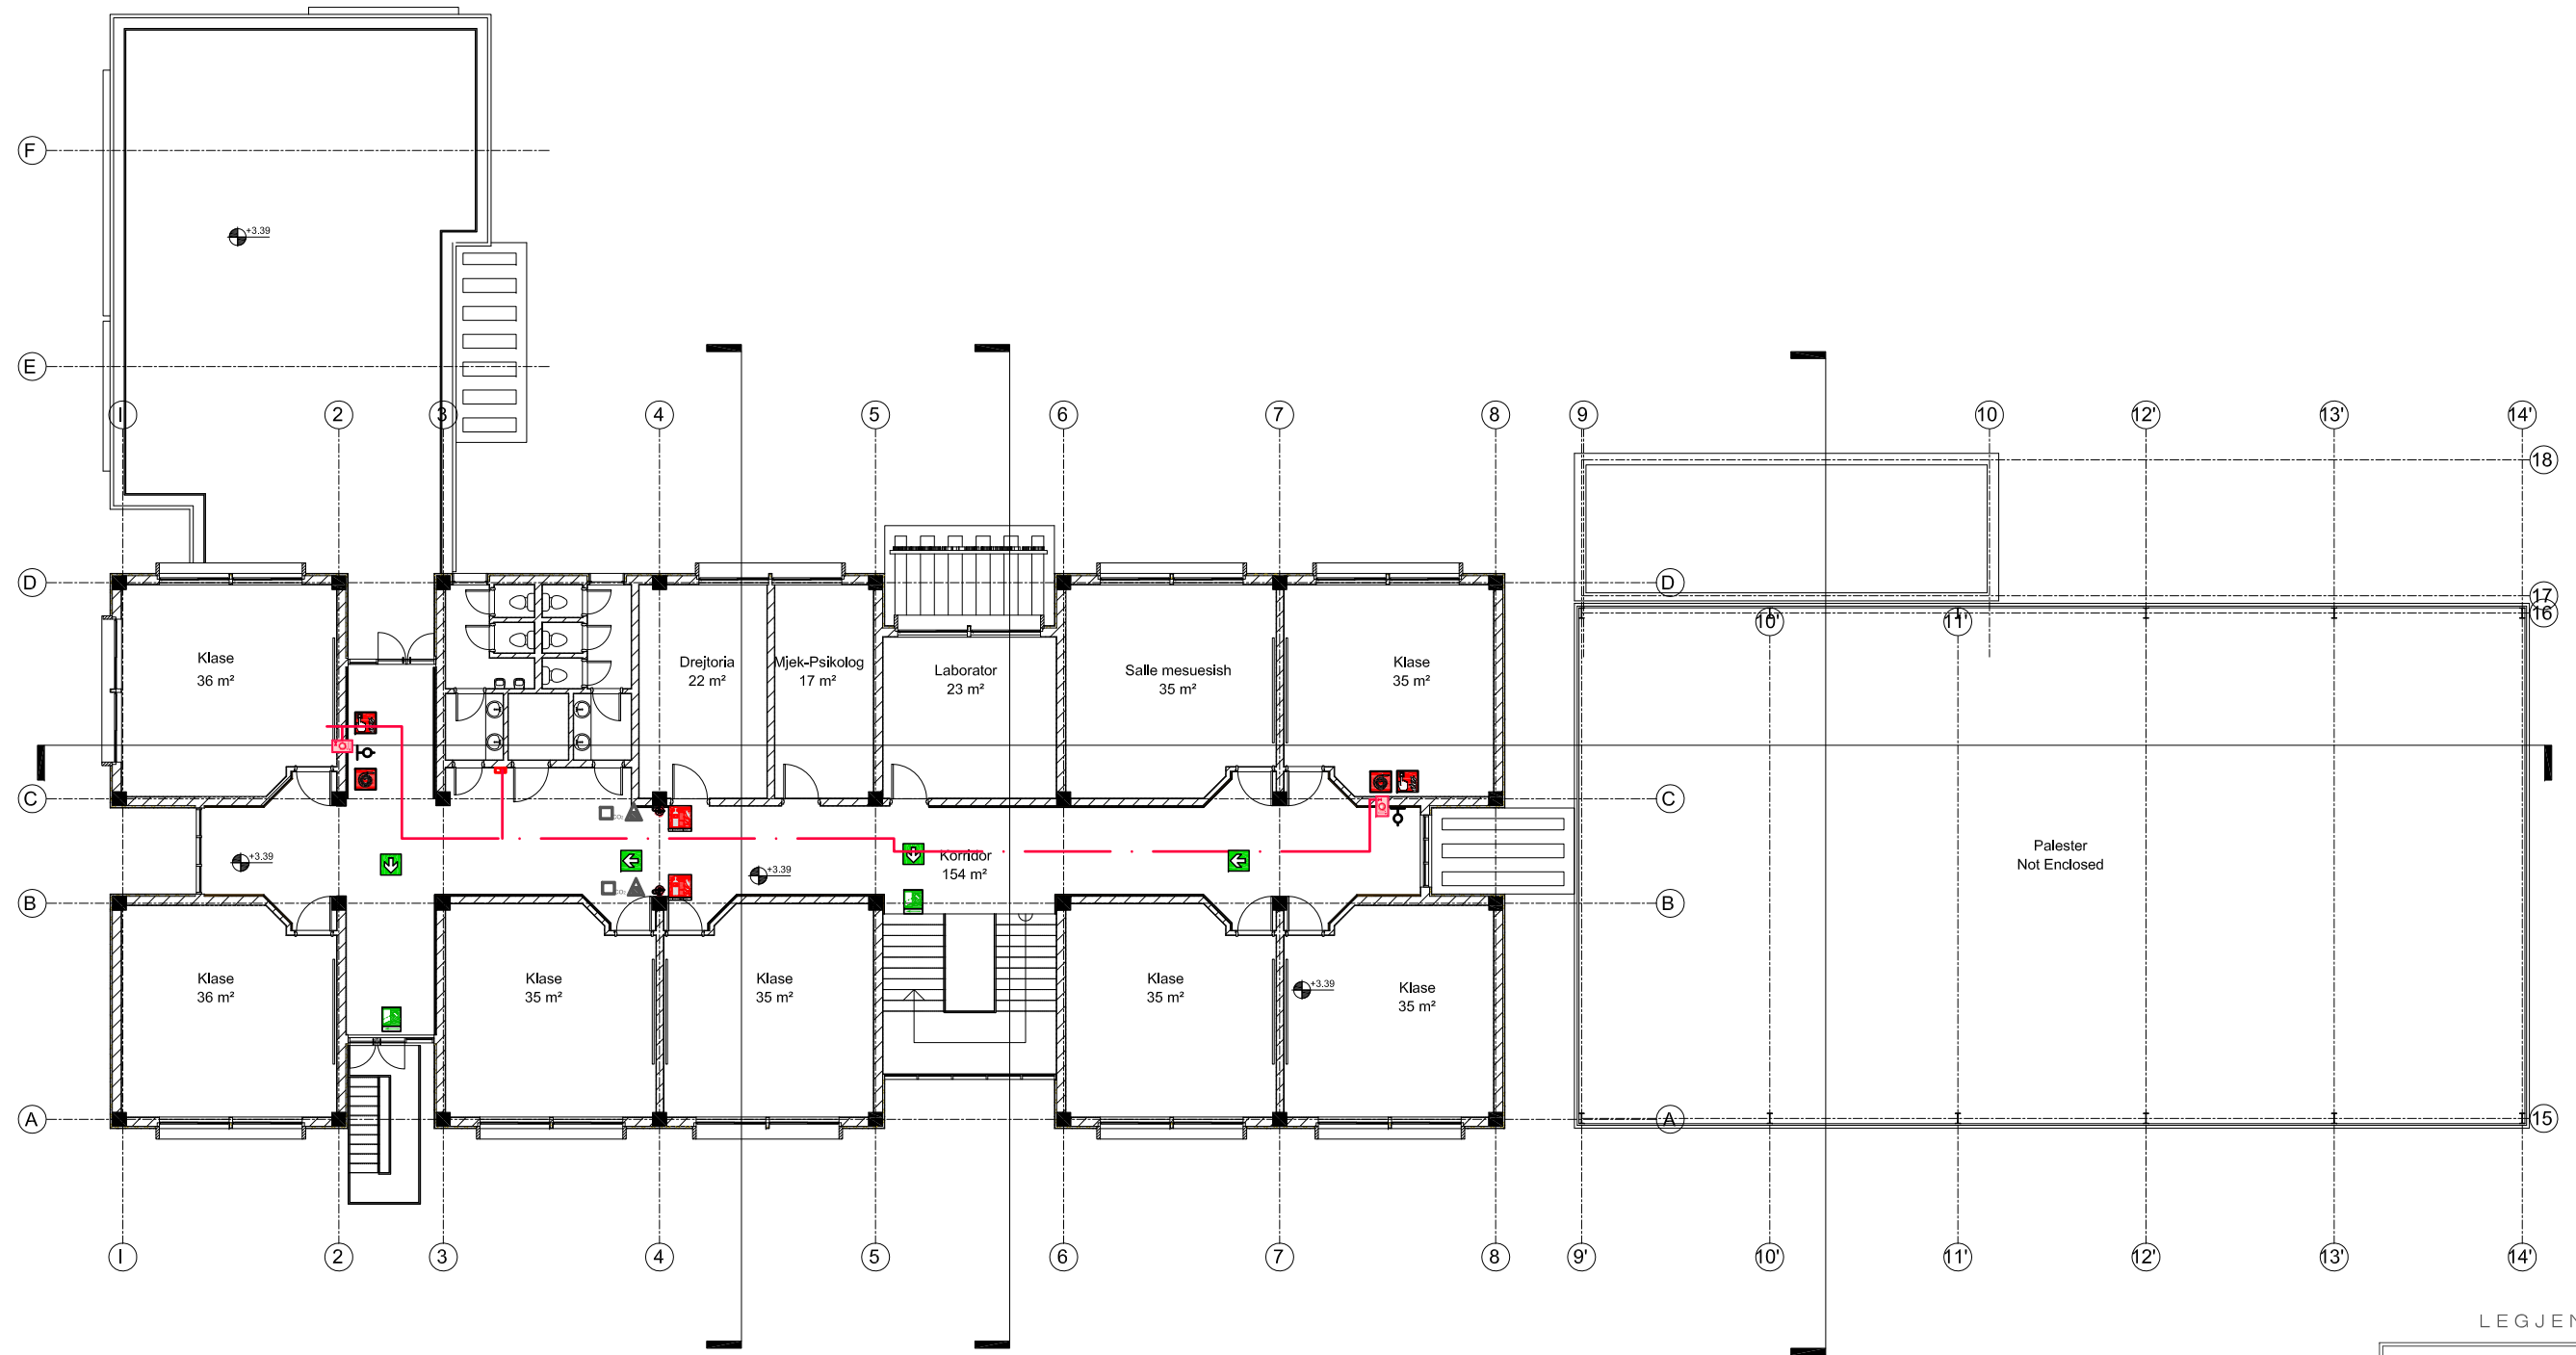 F
+3.39
E
I 2 3 4 5 6 7 8 9 10 12' 13' 14'
18
D D
17
16
10' 11'
Klase
36 m²
Drejtoria
22 m²
Mjek-Psikolog
17 m²
Laborator
23 m²
Salle mesuesish
35 m²
Klase
35 m²
C C
CO₂
Palester
Not Enclosed
+3.39
+3.39
Korridor
154 m²
CO₂
B B
Klase
36 m²
Klase
35 m²
Klase
35 m²
Klase
35 m²
+3.39
Klase
35 m²
A A 15
I 2 3 4 5 6 7 8 9' 10' 11' 12' 13' 14'